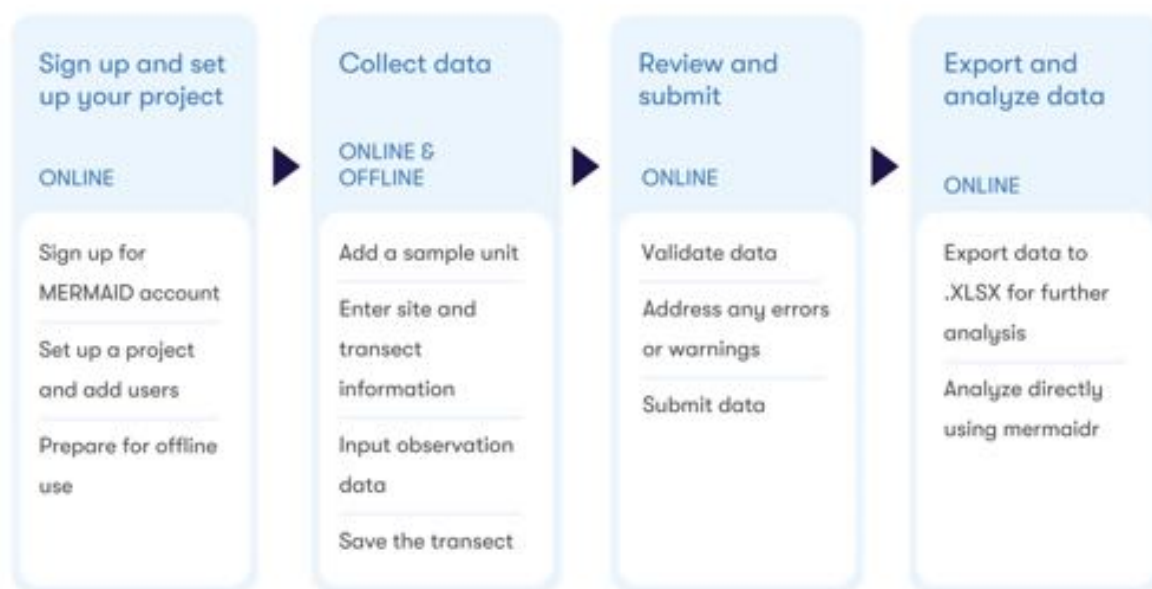 Sign up and set
up your project
ONLINE
Sign up for
MERMAID account
Set up a project
and add users
Prepare for offline
use
Collect data
ONLINE &
OFFLINE
Add a sample unit
Enter site and
transect
information
Input observation
data
Save the transect
Review and
submit
ONLINE
Validate data
Address any errors
or warnings
Submit data
Export and
analyze data
ONLINE
Export data to
.XLSX for further
analysis
Analyze directly
using mermaidr